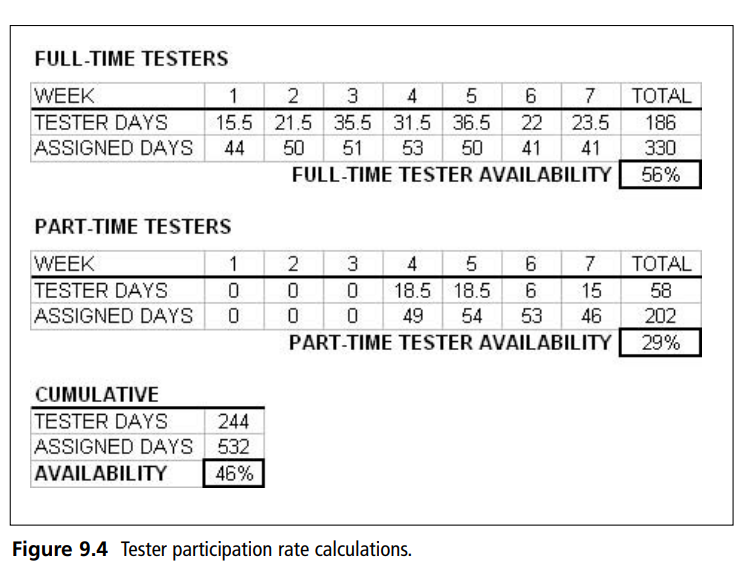 FULL-TIME TESTERS
WEEK 1 2 3 4 5 6 7 TOTAL
TESTER DAYS 15.5 21.5 35.5 31.5 36.5 22 23.5 186
ASSIGNED DAYS 44 50 51 53 50 41 41 330
FULL-TIME TESTER AVAILABILITY 56%
PART-TIME TESTERS
WEEK 1 2 3 4 5 6 7 TOTAL
TESTER DAYS 0 0 0 18.5 18.5 6 15 58
ASSIGNED DAYS 0 0 0 49 54 53 46 202
PART-TIME TESTER AVAILABILITY 29%
CUMULATIVE
TESTER DAYS 244
ASSIGNED DAYS 532
AVAILABILITY 46%
Figure 9.4 Tester participation rate calculations.